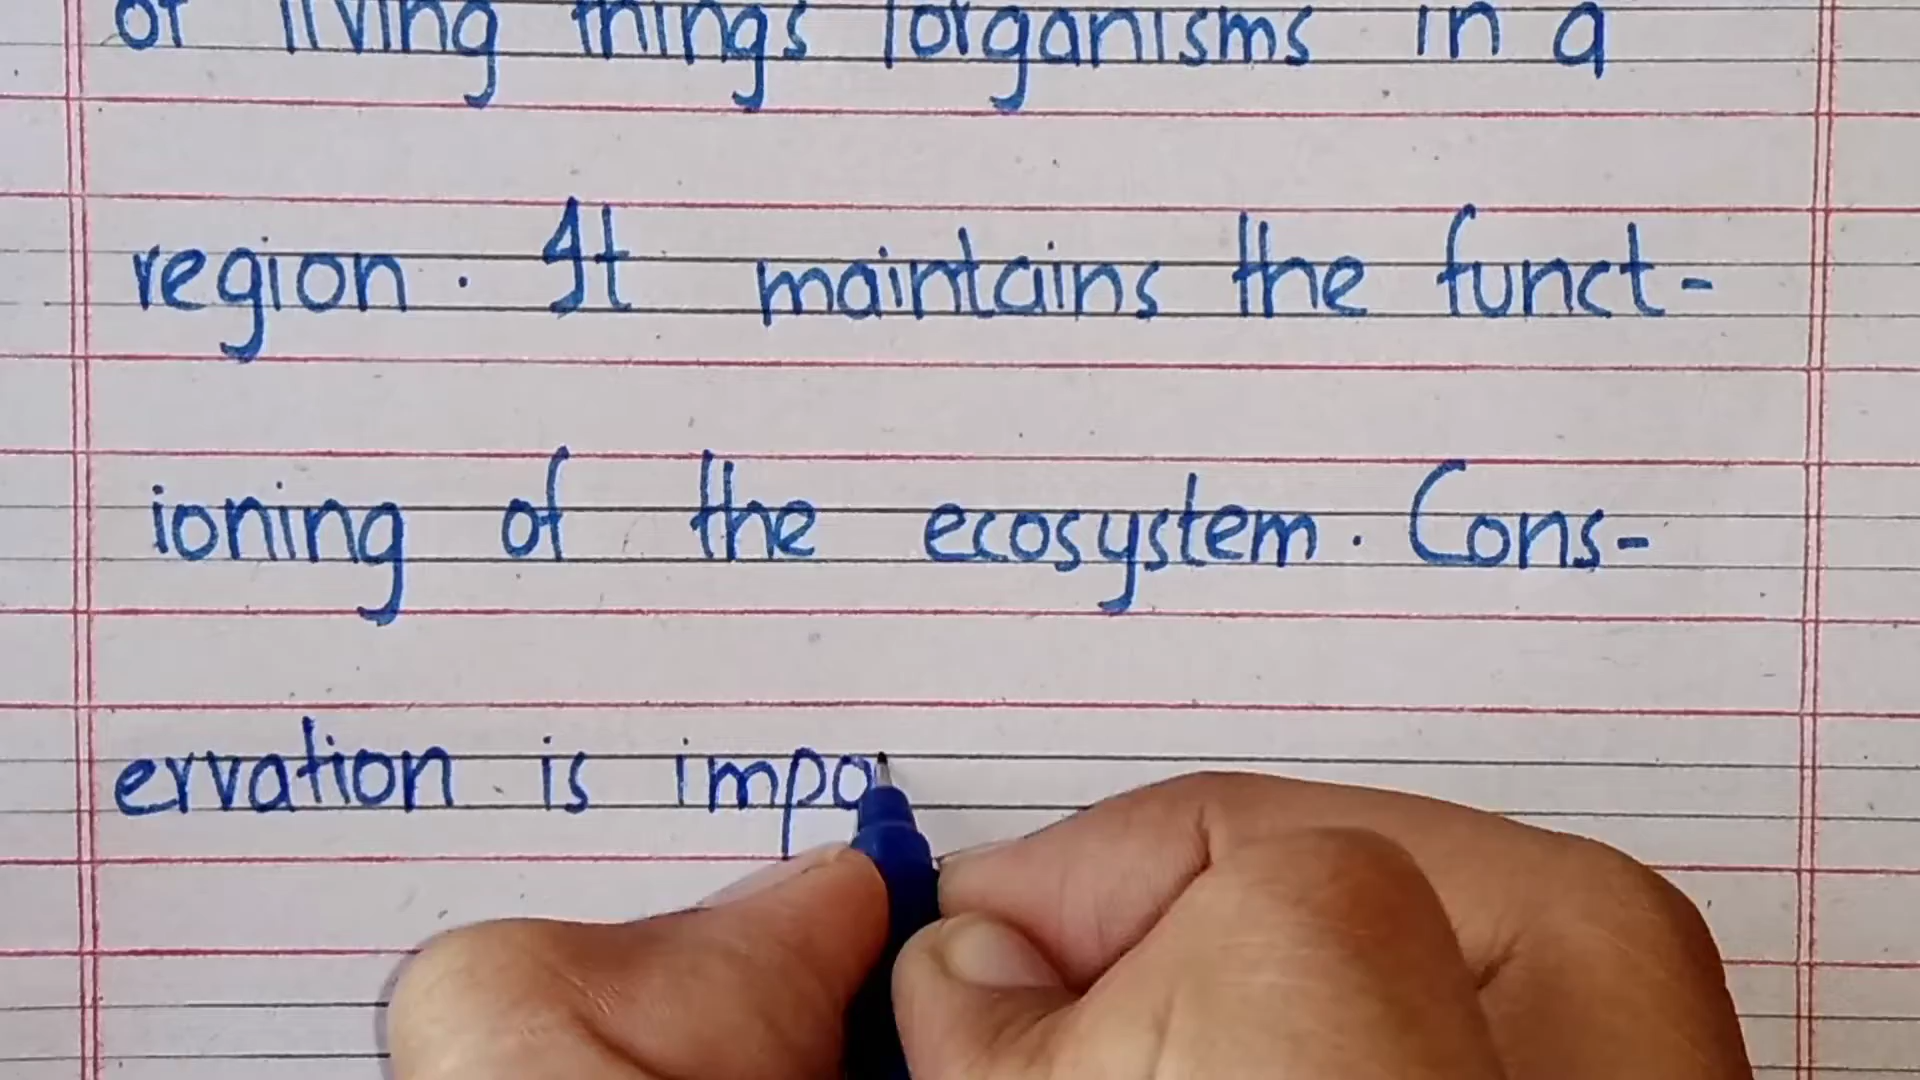 of living things /organisms in a
region. It maintains the funct-
ioning of the ecosystem. Cons-
ervation is impo